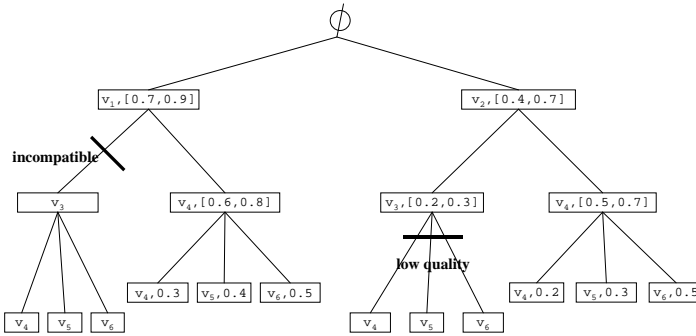 ∅
v₁,[0.7,0.9]
v₂,[0.4,0.7]
incompatible
v₃
v₄,[0.6,0.8]
v₃,[0.2,0.3]
v₄,[0.5,0.7]
low quality
v₄,0.3
v₅,0.4
v₆,0.5
v₄,0.2
v₅,0.3
v₆,0.5
v₄
v₅
v₆
v₄
v₅
v₆